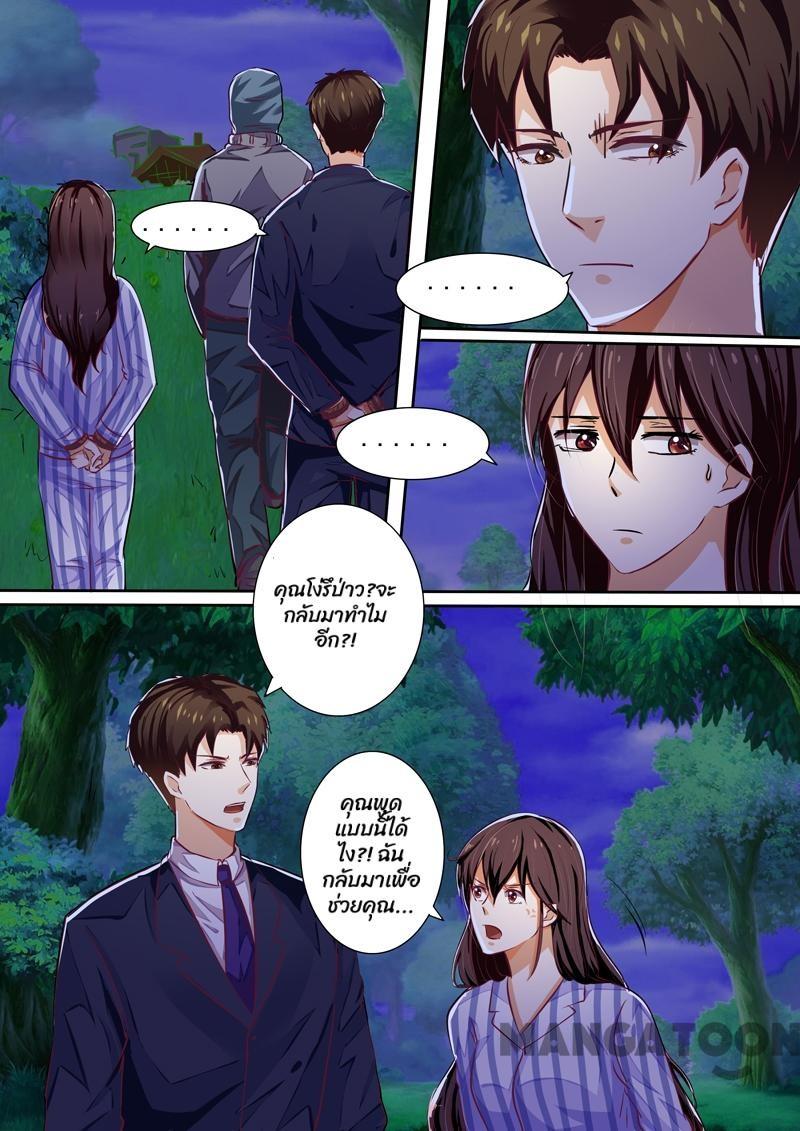 ......
......
......
คุณโง่รึป่าว?จะ
กลับมาทำไม
อีก?!
คุณพูด
แบบนี้ได้
ไง?! ฉัน
กลับมาเพื่อ
ช่วยคุณ...
MANGATOON